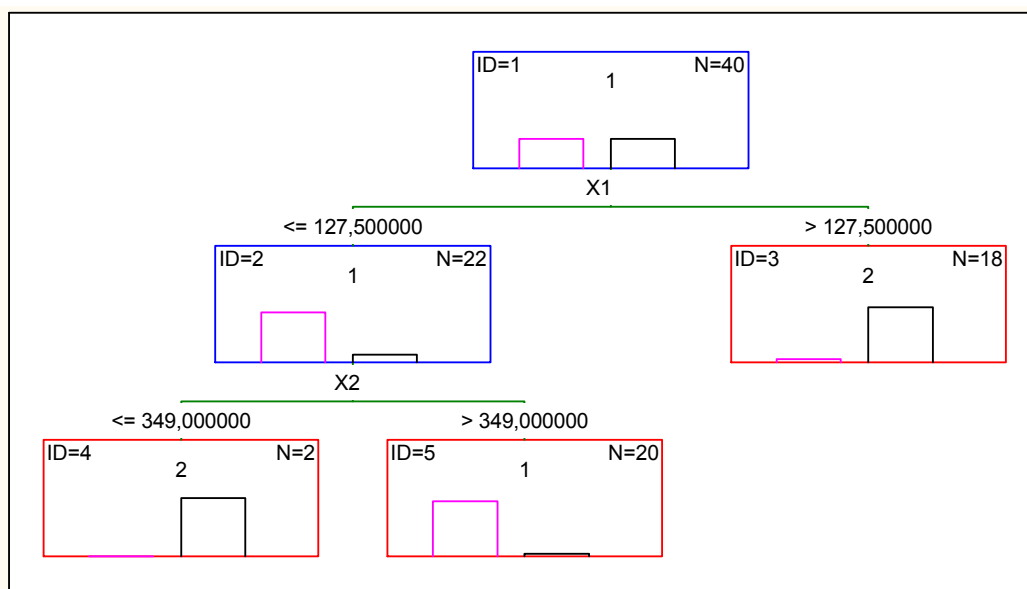 ID=1 N=40
1
X1
<= 127,500000 > 127,500000
ID=2 N=22 ID=3 N=18
1 2
X2
<= 349,000000 > 349,000000
ID=4 N=2 ID=5 N=20
2 1